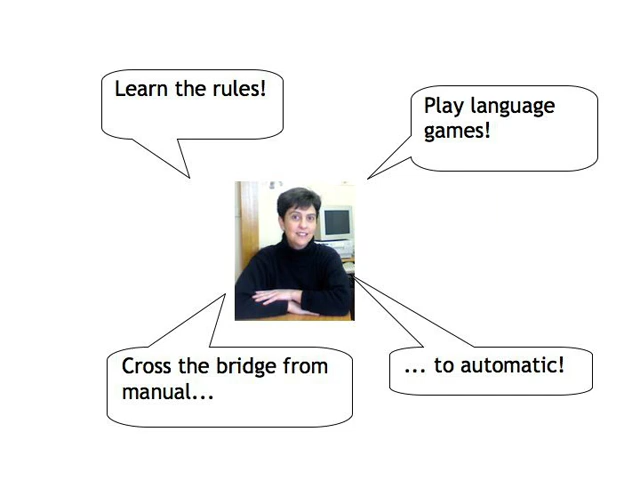 Learn the rules!
Play language
games!
Cross the bridge from
manual...
... to automatic!